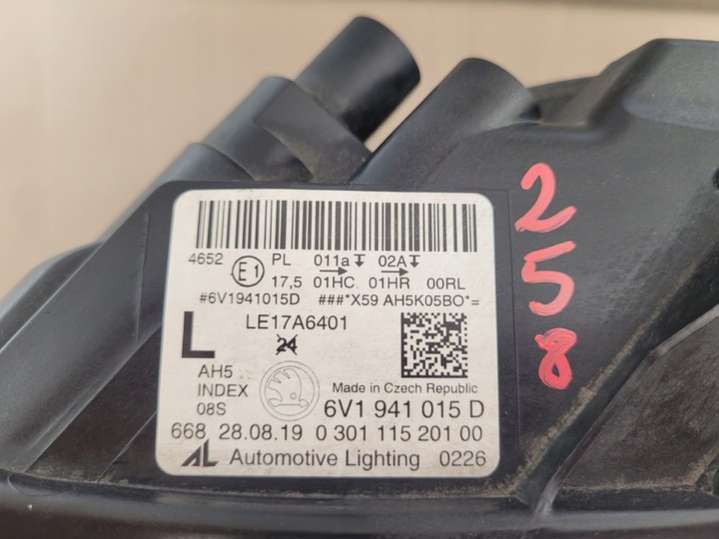 4652 E1 PL 011a 02A
17,5 01HC 01HR 00RL
#6V1941015D ###*X59 AH5K05BO*=
L LE17A6401
24
AH5
INDEX
08S
Made in Czech Republic
6V1 941 015 D
668 28.08.19 0 301 115 201 00
AL Automotive Lighting 0226
258